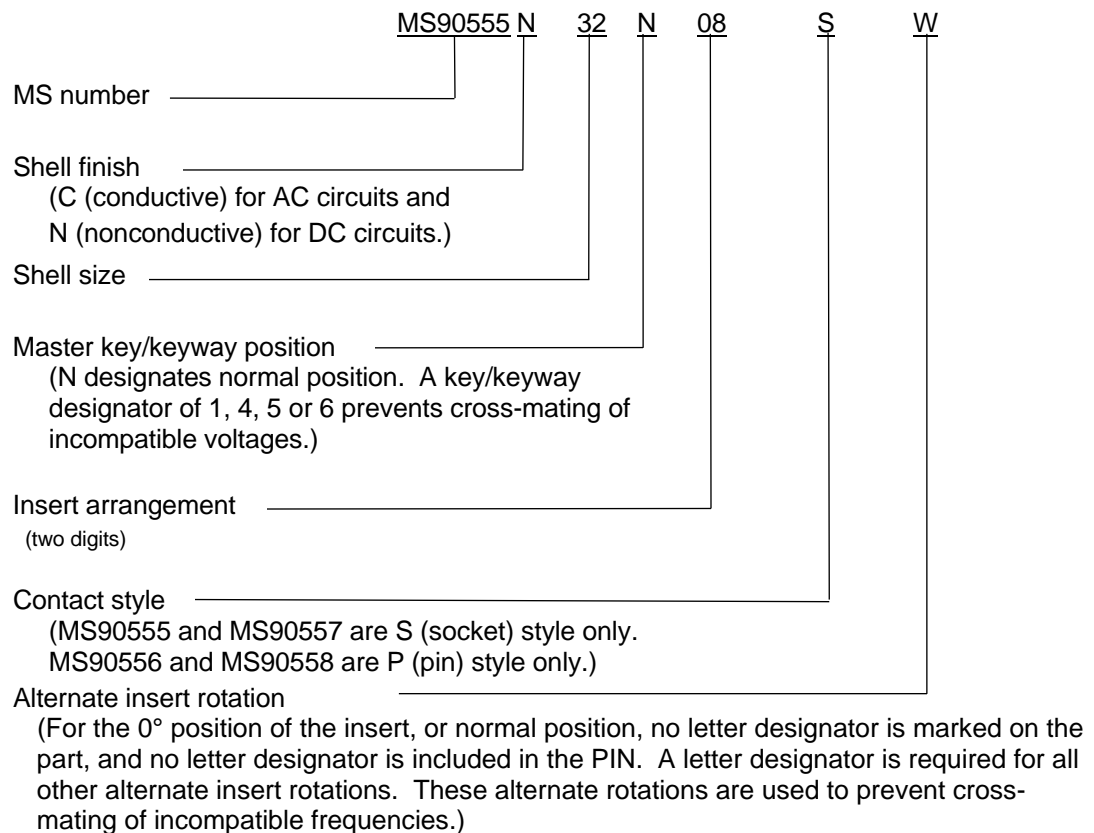 MS90555 N 32 N 08 S W
MS number
Shell finish
(C (conductive) for AC circuits and
N (nonconductive) for DC circuits.)
Shell size
Master key/keyway position
(N designates normal position. A key/keyway
designator of 1, 4, 5 or 6 prevents cross-mating of
incompatible voltages.)
Insert arrangement
(two digits)
Contact style
(MS90555 and MS90557 are S (socket) style only.
MS90556 and MS90558 are P (pin) style only.)
Alternate insert rotation
(For the 0° position of the insert, or normal position, no letter designator is marked on the
part, and no letter designator is included in the PIN. A letter designator is required for all
other alternate insert rotations. These alternate rotations are used to prevent cross-
mating of incompatible frequencies.)